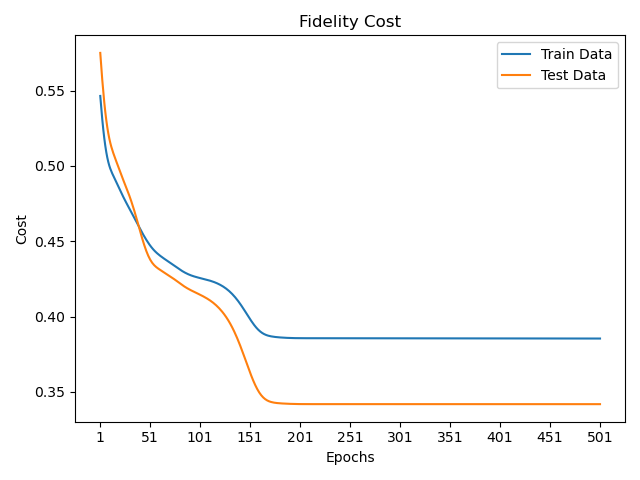 Fidelity Cost
Train Data
Test Data
Cost
0.55
0.50
0.45
0.40
0.35
1 51 101 151 201 251 301 351 401 451 501
Epochs